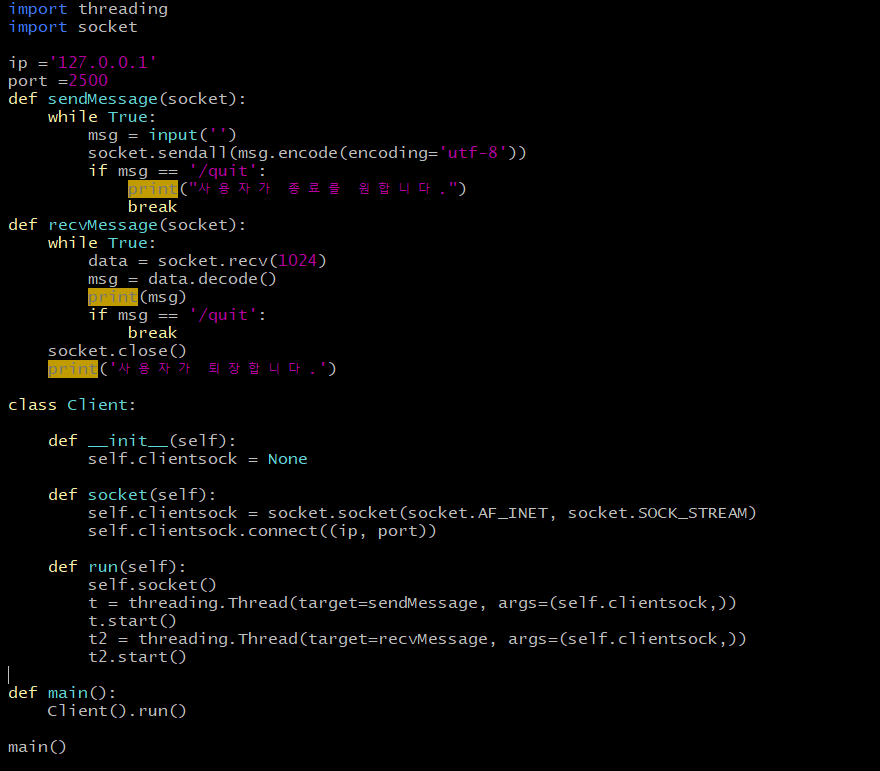 import threading
import socket
ip ='127.0.0.1'
port =2500
def sendMessage(socket):
    while True:
        msg = input('')
        socket.sendall(msg.encode(encoding='utf-8'))
        if msg == '/quit':
            print("사용자가 종료를 원합니다.")
            break
def recvMessage(socket):
    while True:
        data = socket.recv(1024)
        msg = data.decode()
        print(msg)
        if msg == '/quit':
            break
    socket.close()
    print('사용자가 퇴장합니다.')
class Client:
    def __init__(self):
        self.clientsock = None
    def socket(self):
        self.clientsock = socket.socket(socket.AF_INET, socket.SOCK_STREAM)
        self.clientsock.connect((ip, port))
    def run(self):
        self.socket()
        t = threading.Thread(target=sendMessage, args=(self.clientsock,))
        t.start()
        t2 = threading.Thread(target=recvMessage, args=(self.clientsock,))
        t2.start()
def main():
    Client().run()
main()